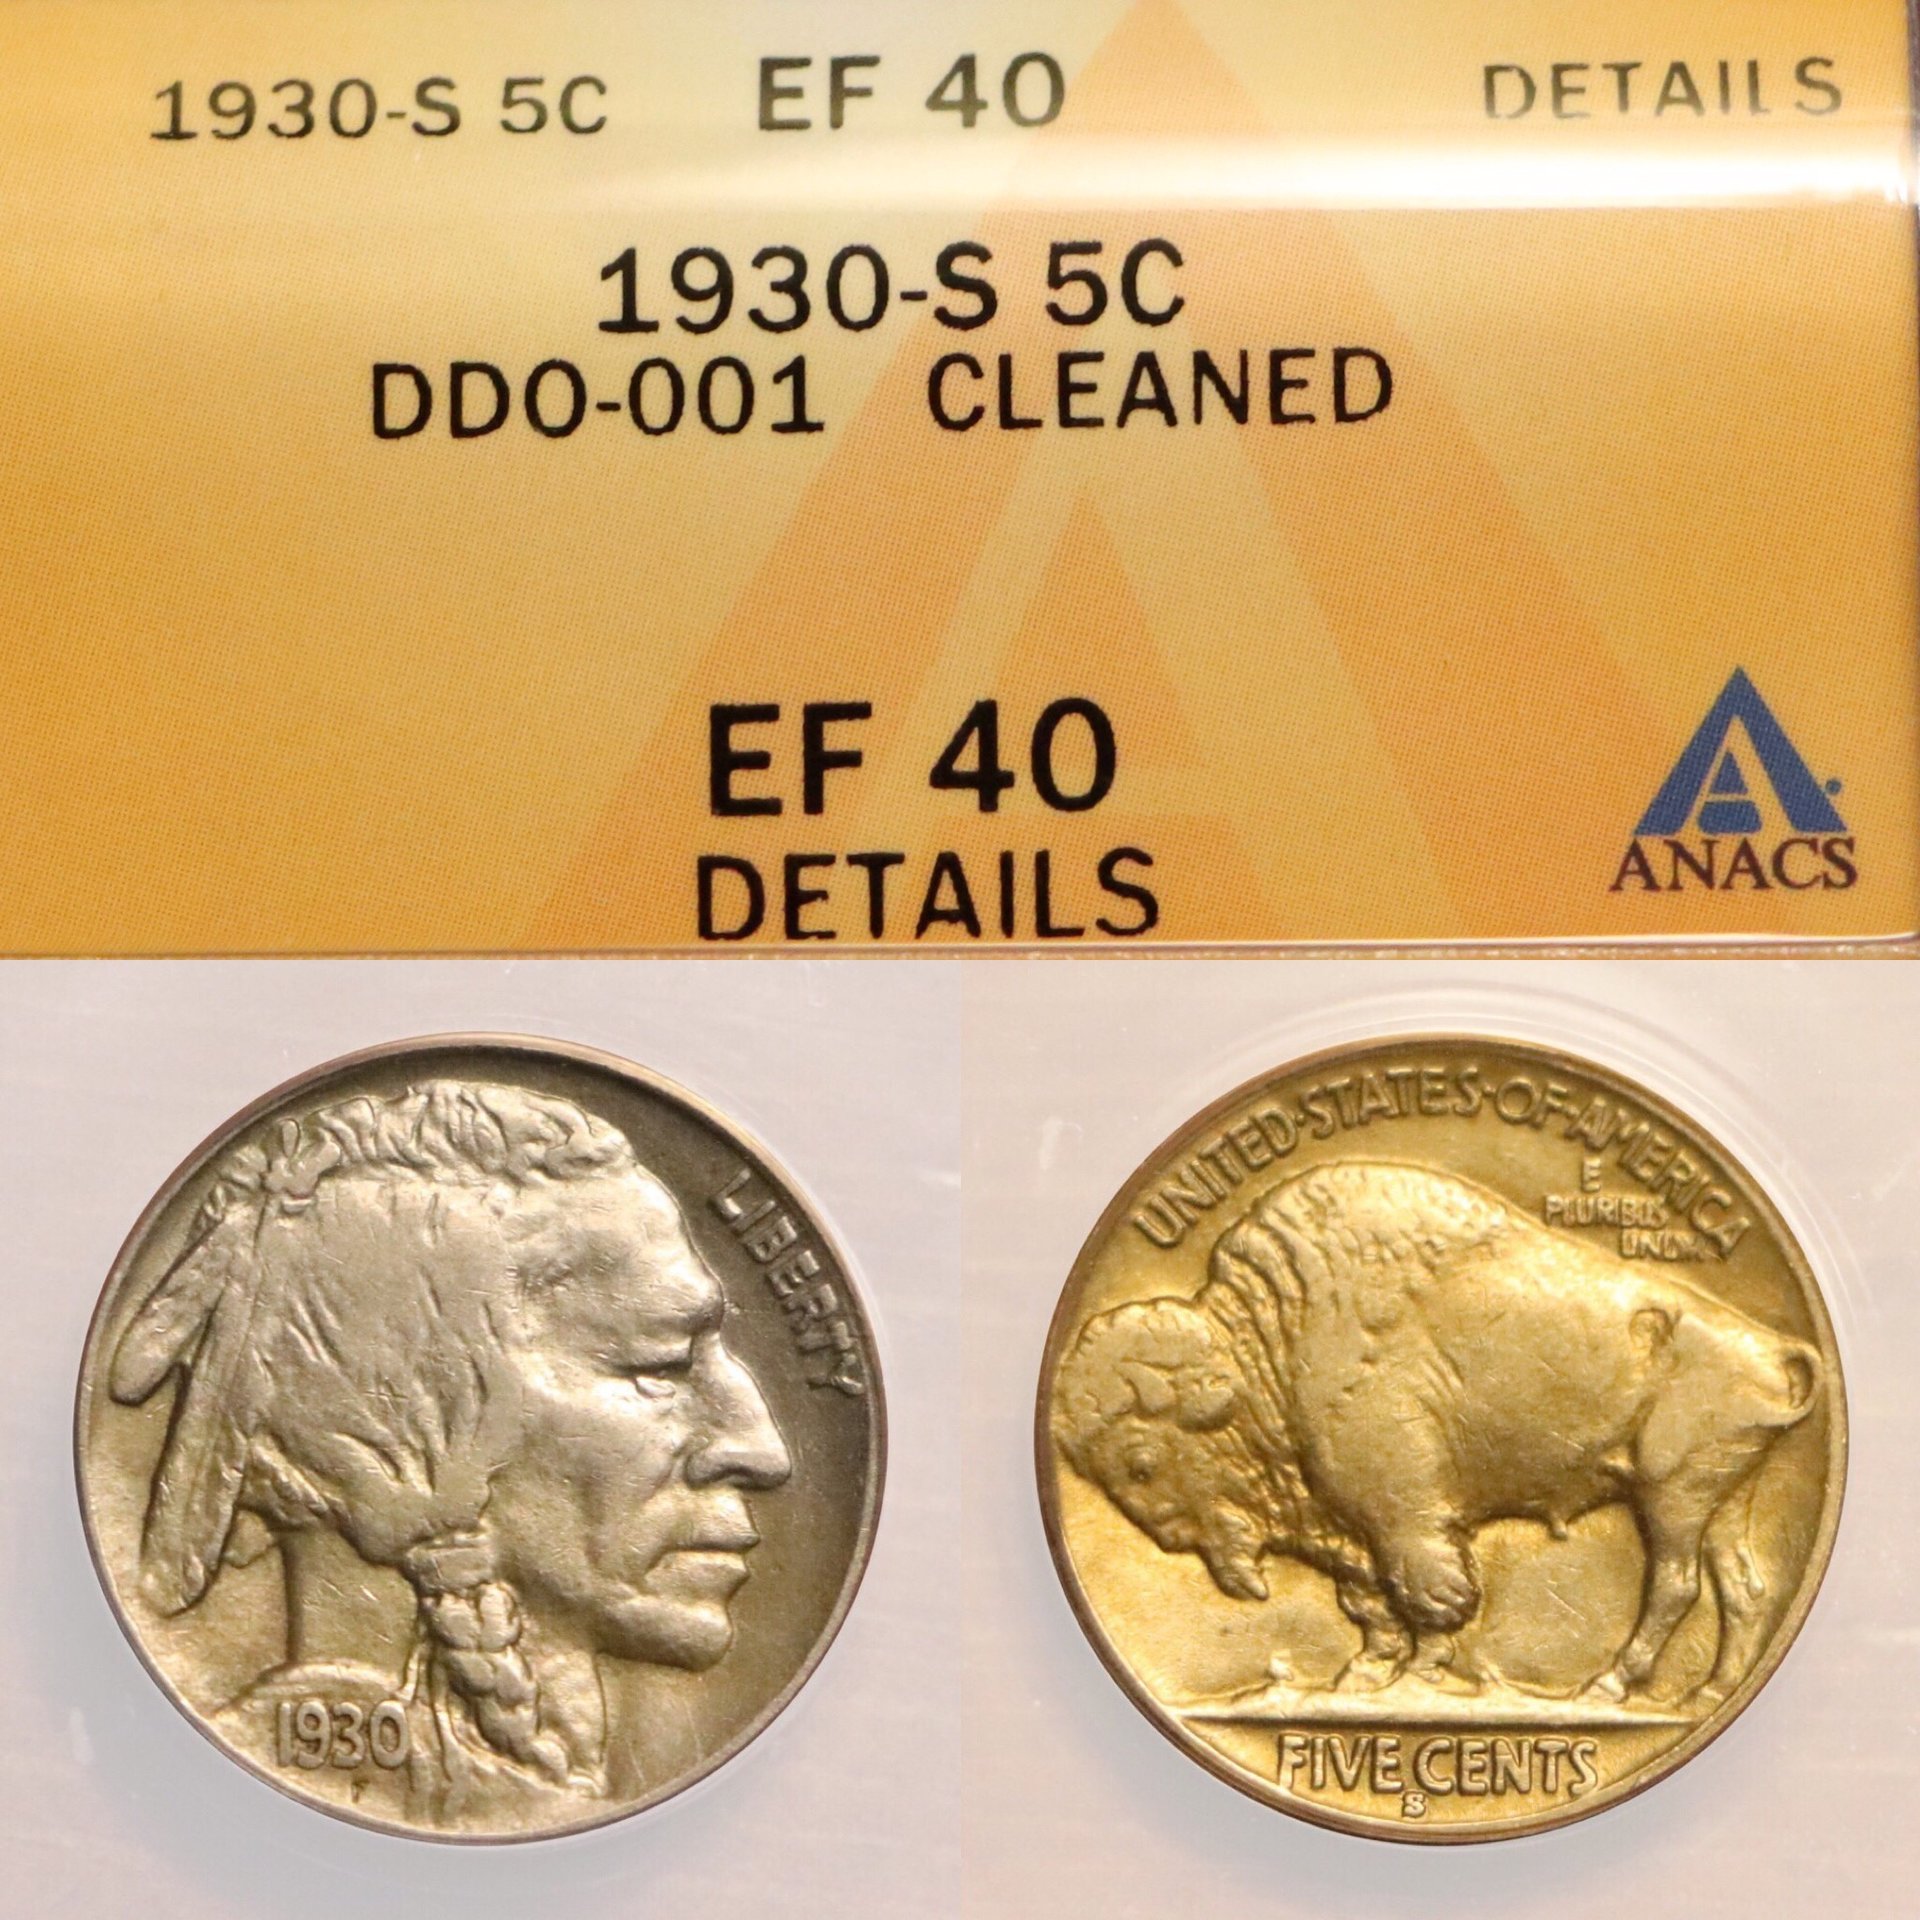 1930-S 5C EF 40 DETAILS
1930-S 5C
DDO-001 CLEANED
EF 40
DETAILS
ANACS
LIBERTY
1930
F
UNITED·STATES·OF·AMERICA
E
PLURIBUS
UNUM
FIVE CENTS
S